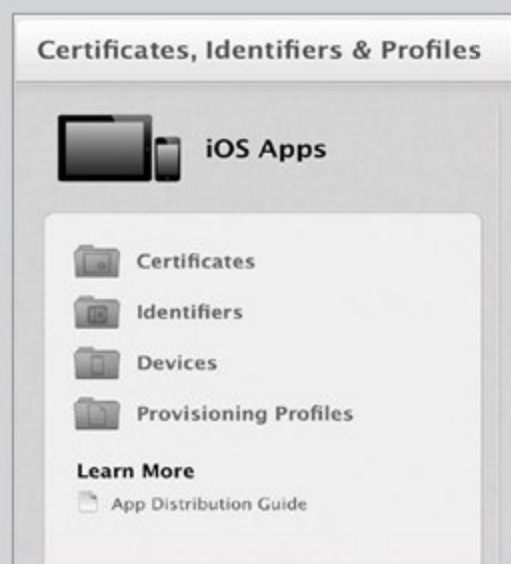 Certificates, Identifiers & Profiles
iOS Apps
Certificates
Identifiers
Devices
Provisioning Profiles
Learn More
App Distribution Guide